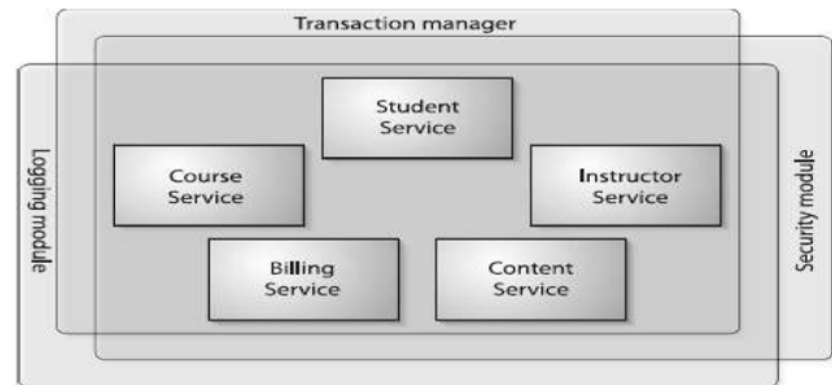 Transaction manager
Student
Service
Course
Service
Instructor
Service
Logging module
Security module
Billing
Service
Content
Service